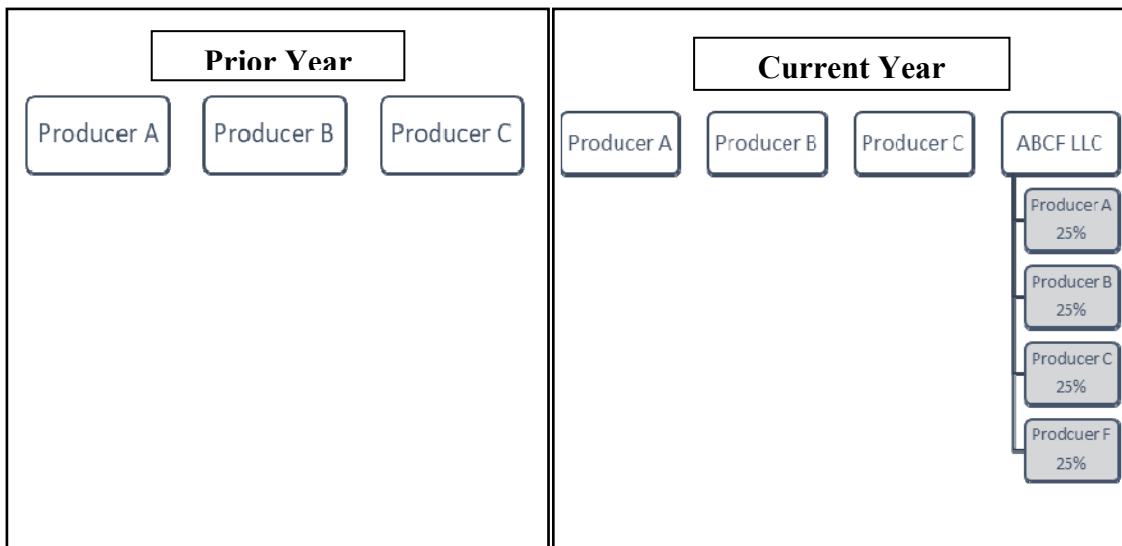 Prior Year
Producer A
Producer B
Producer C
Current Year
Producer A
Producer B
Producer C
ABCF LLC
Producer A
25%
Producer B
25%
Producer C
25%
Prodcuer F
25%